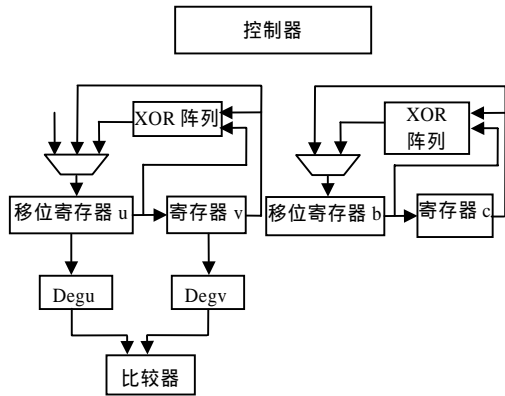 控制器
XOR 阵列
XOR
阵列
移位寄存器 u
寄存器 v
移位寄存器 b
寄存器 c
Degu
Degv
比较器